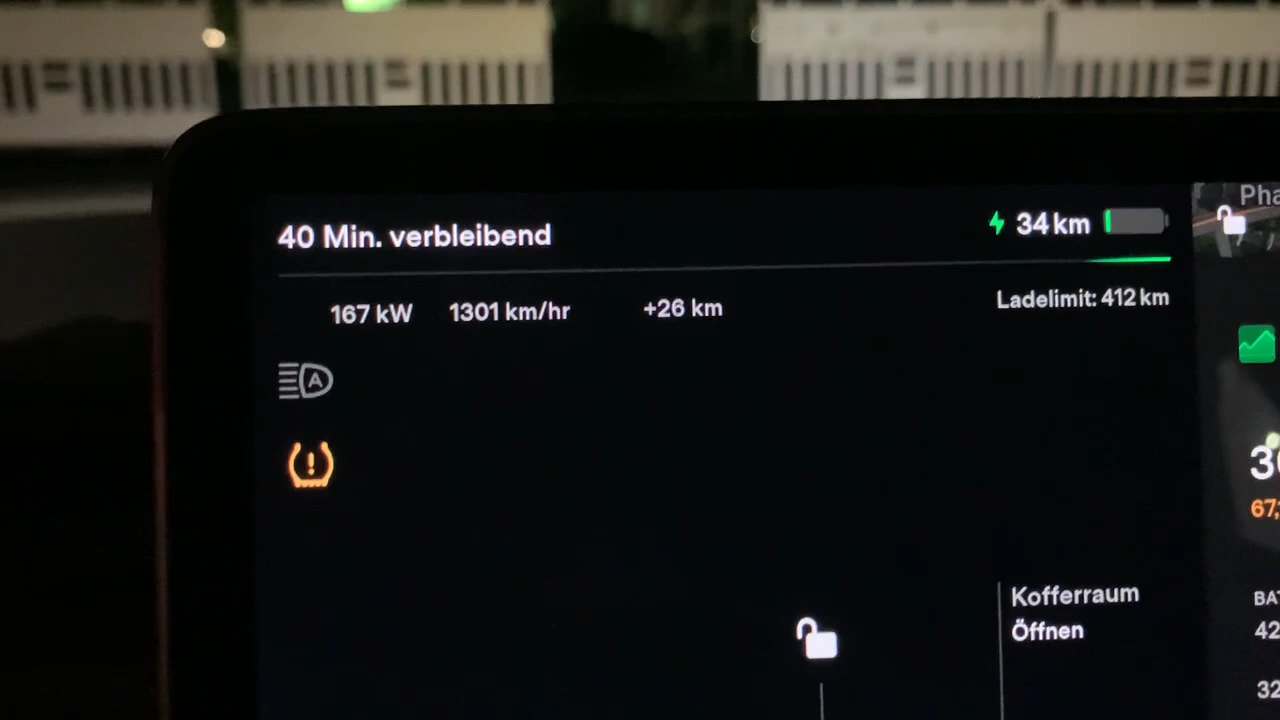 40 Min. verbleibend
34 km
167 kW 1301 km/hr +26 km
Ladelimit: 412 km
A
Kofferraum
Öffnen